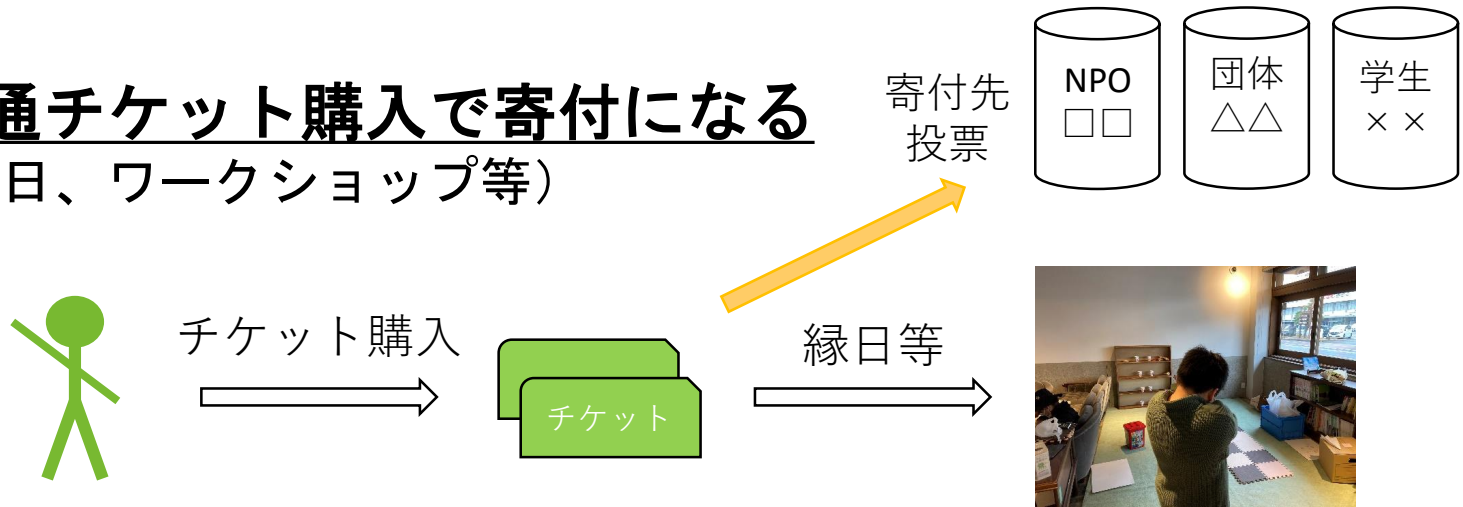 通チケット購入で寄付になる
日、ワークショップ等）
寄付先
投票
NPO
□□
団体
△△
学生
××
チケット購入
チケット
縁日等